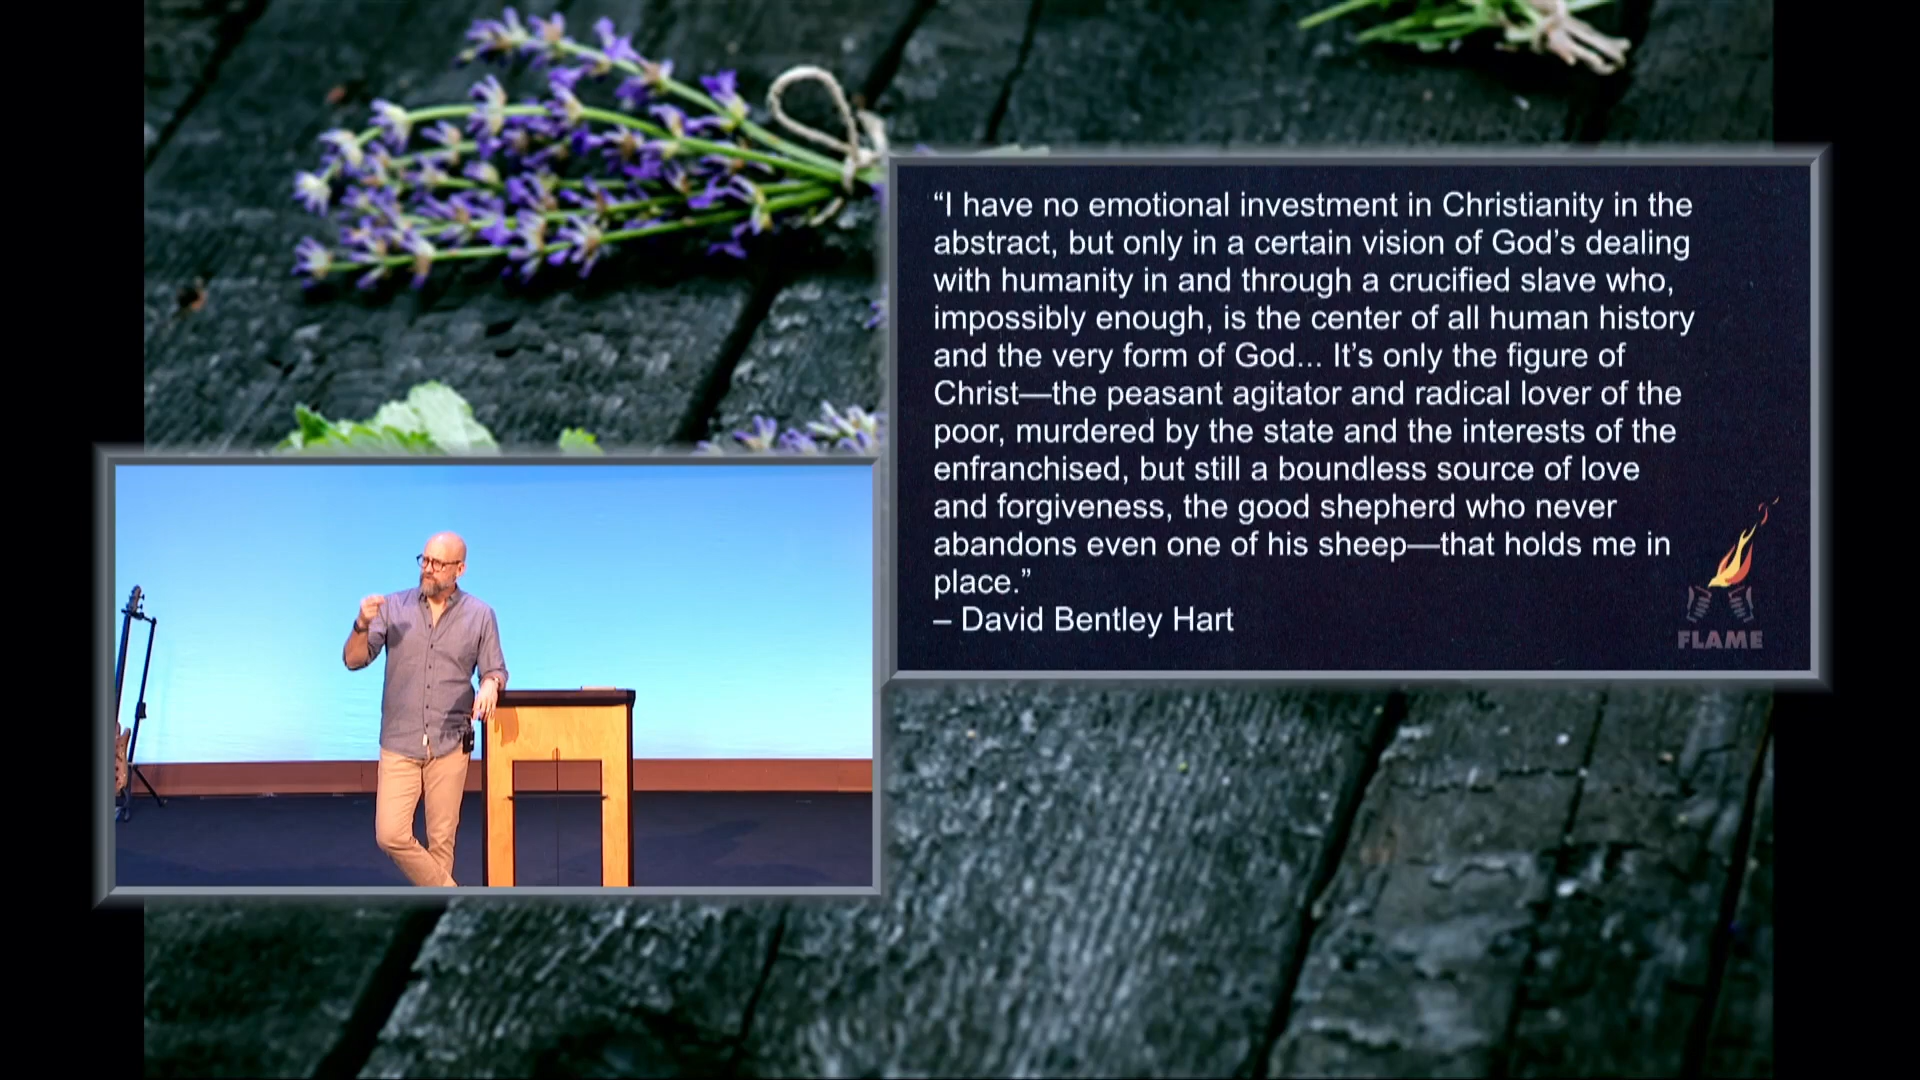 “I have no emotional investment in Christianity in the
abstract, but only in a certain vision of God’s dealing
with humanity in and through a crucified slave who,
impossibly enough, is the center of all human history
and the very form of God... It’s only the figure of
Christ—the peasant agitator and radical lover of the
poor, murdered by the state and the interests of the
enfranchised, but still a boundless source of love
and forgiveness, the good shepherd who never
abandons even one of his sheep—that holds me in
place.”
– David Bentley Hart
FLAME